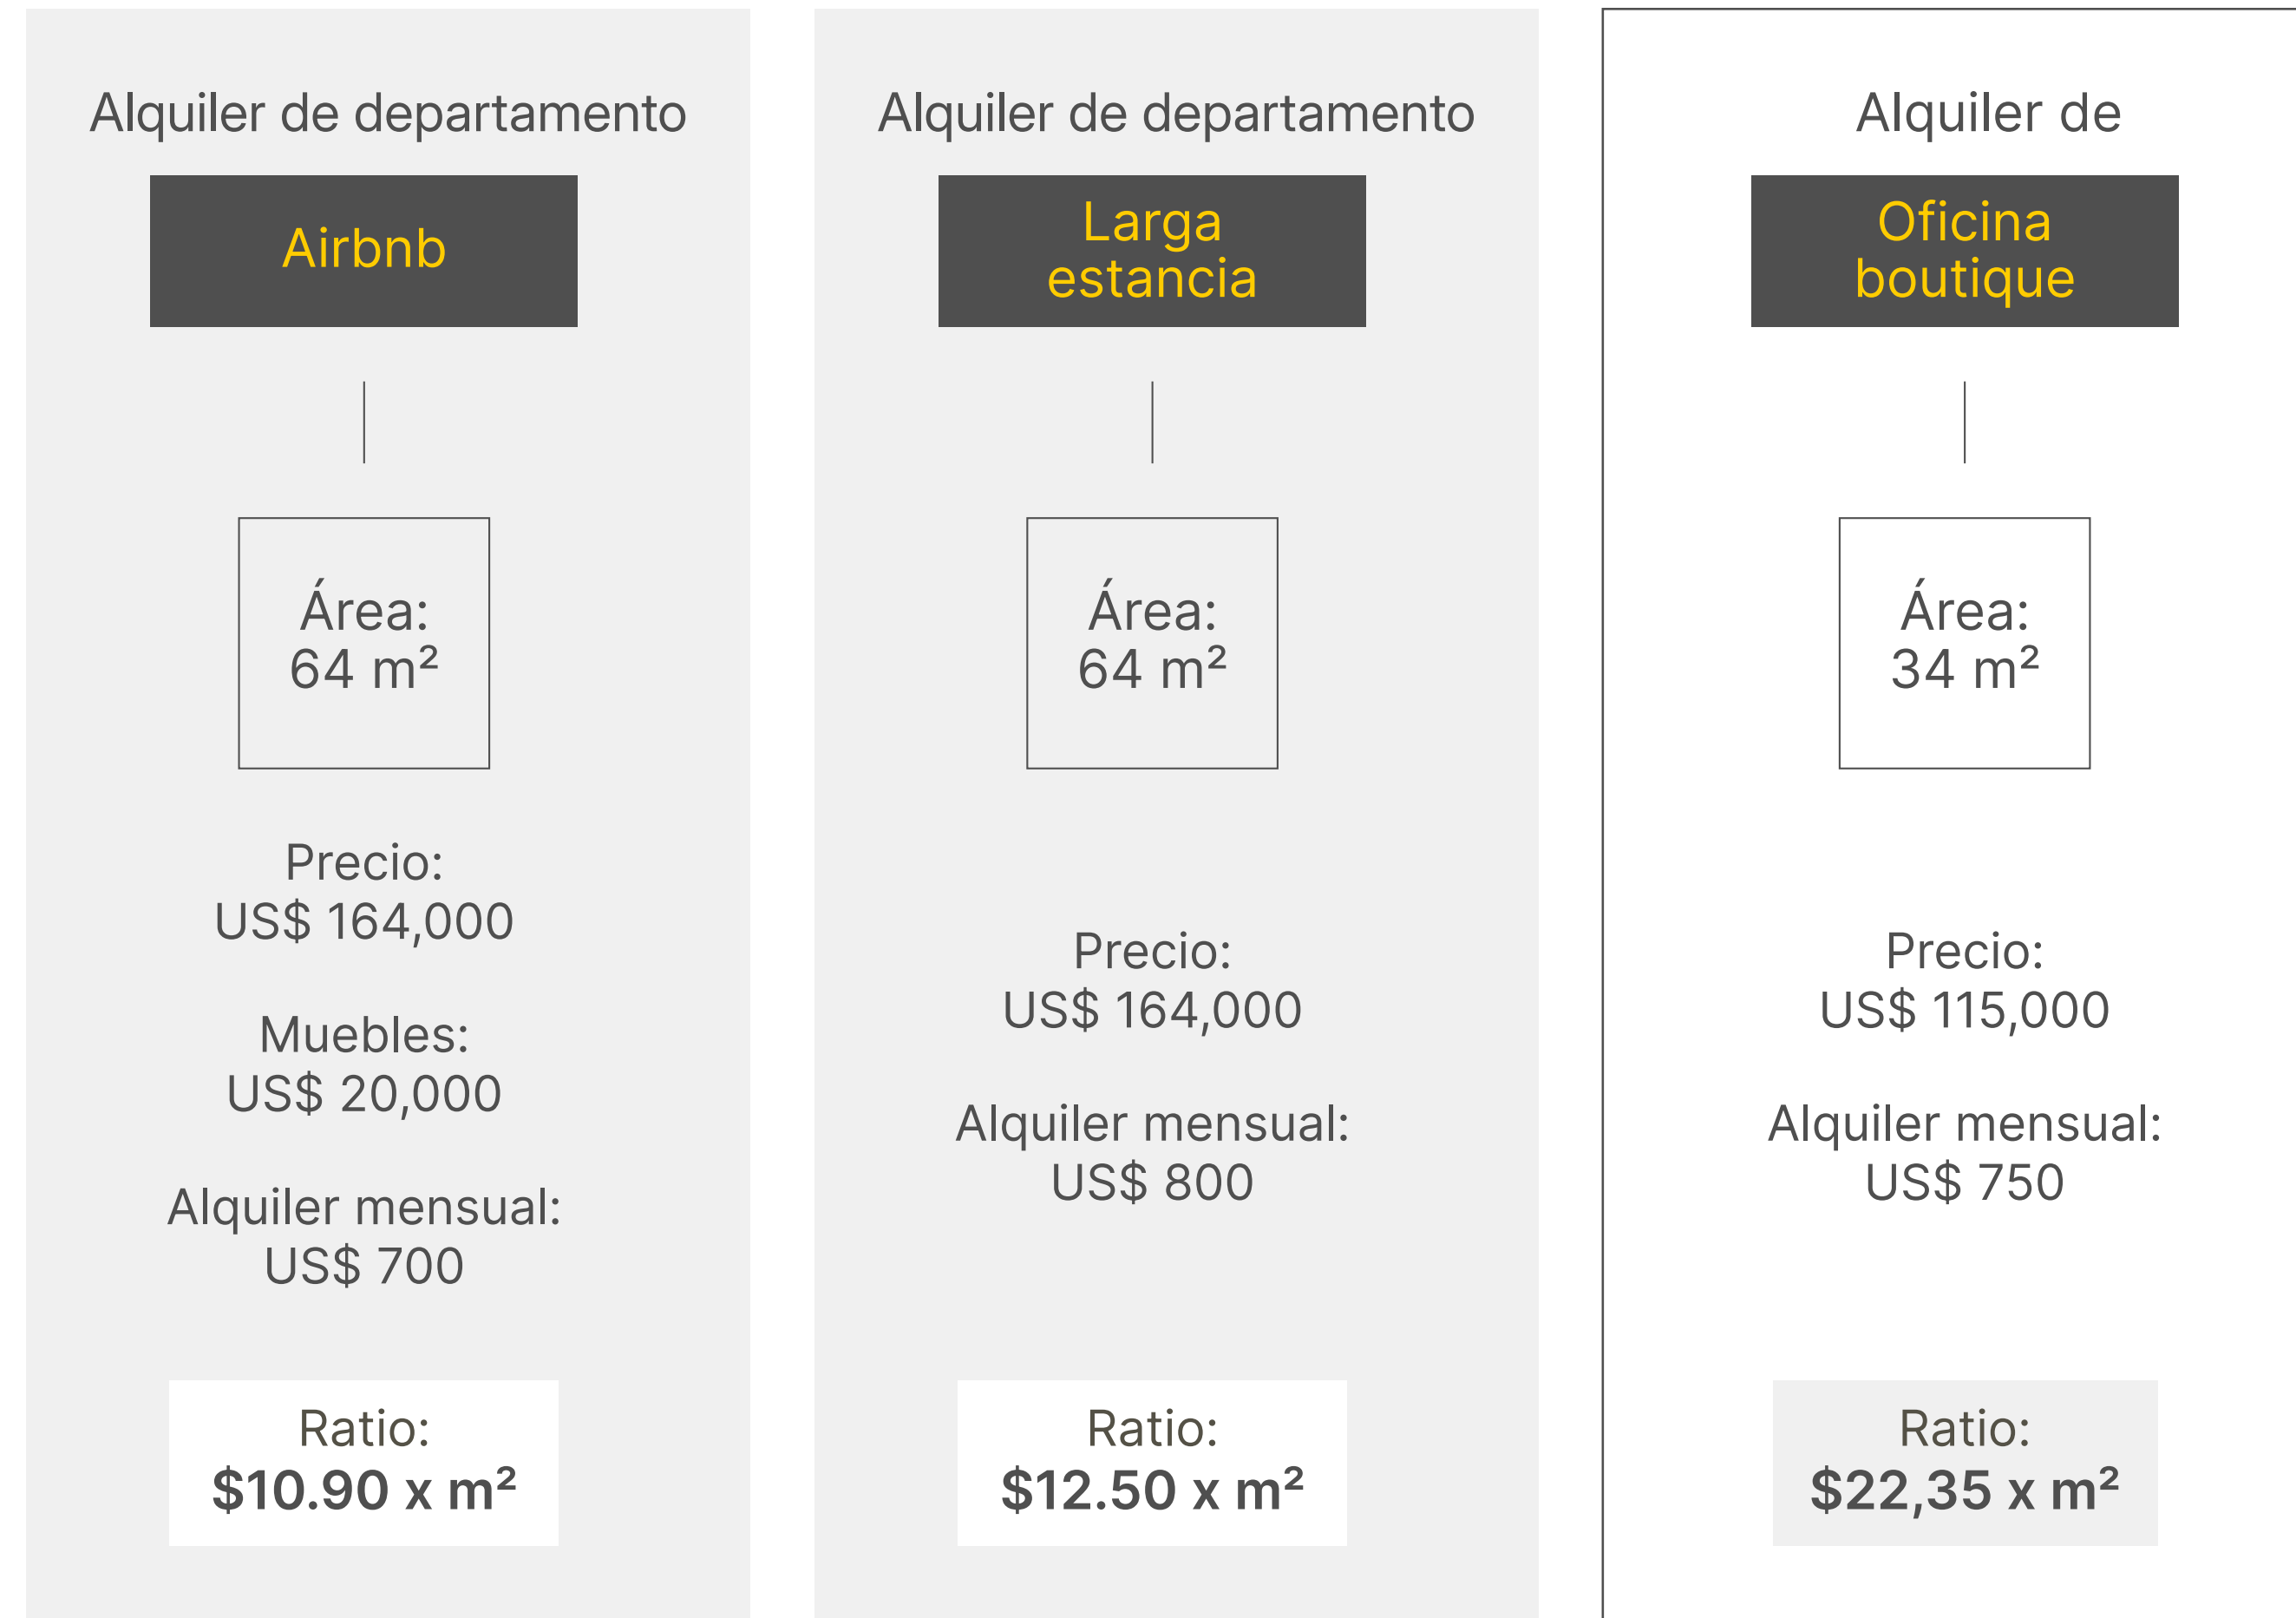 Alquiler de departamento
Airbnb
Área:
64 m²
Precio:
US$ 164,000
Muebles:
US$ 20,000
Alquiler mensual:
US$ 700
Ratio:
$10.90 x m²
Alquiler de departamento
Larga
estancia
Área:
64 m²
Precio:
US$ 164,000
Alquiler mensual:
US$ 800
Ratio:
$12.50 x m²
Alquiler de
Oficina
boutique
Área:
34 m²
Precio:
US$ 115,000
Alquiler mensual:
US$ 750
Ratio:
$22,35 x m²